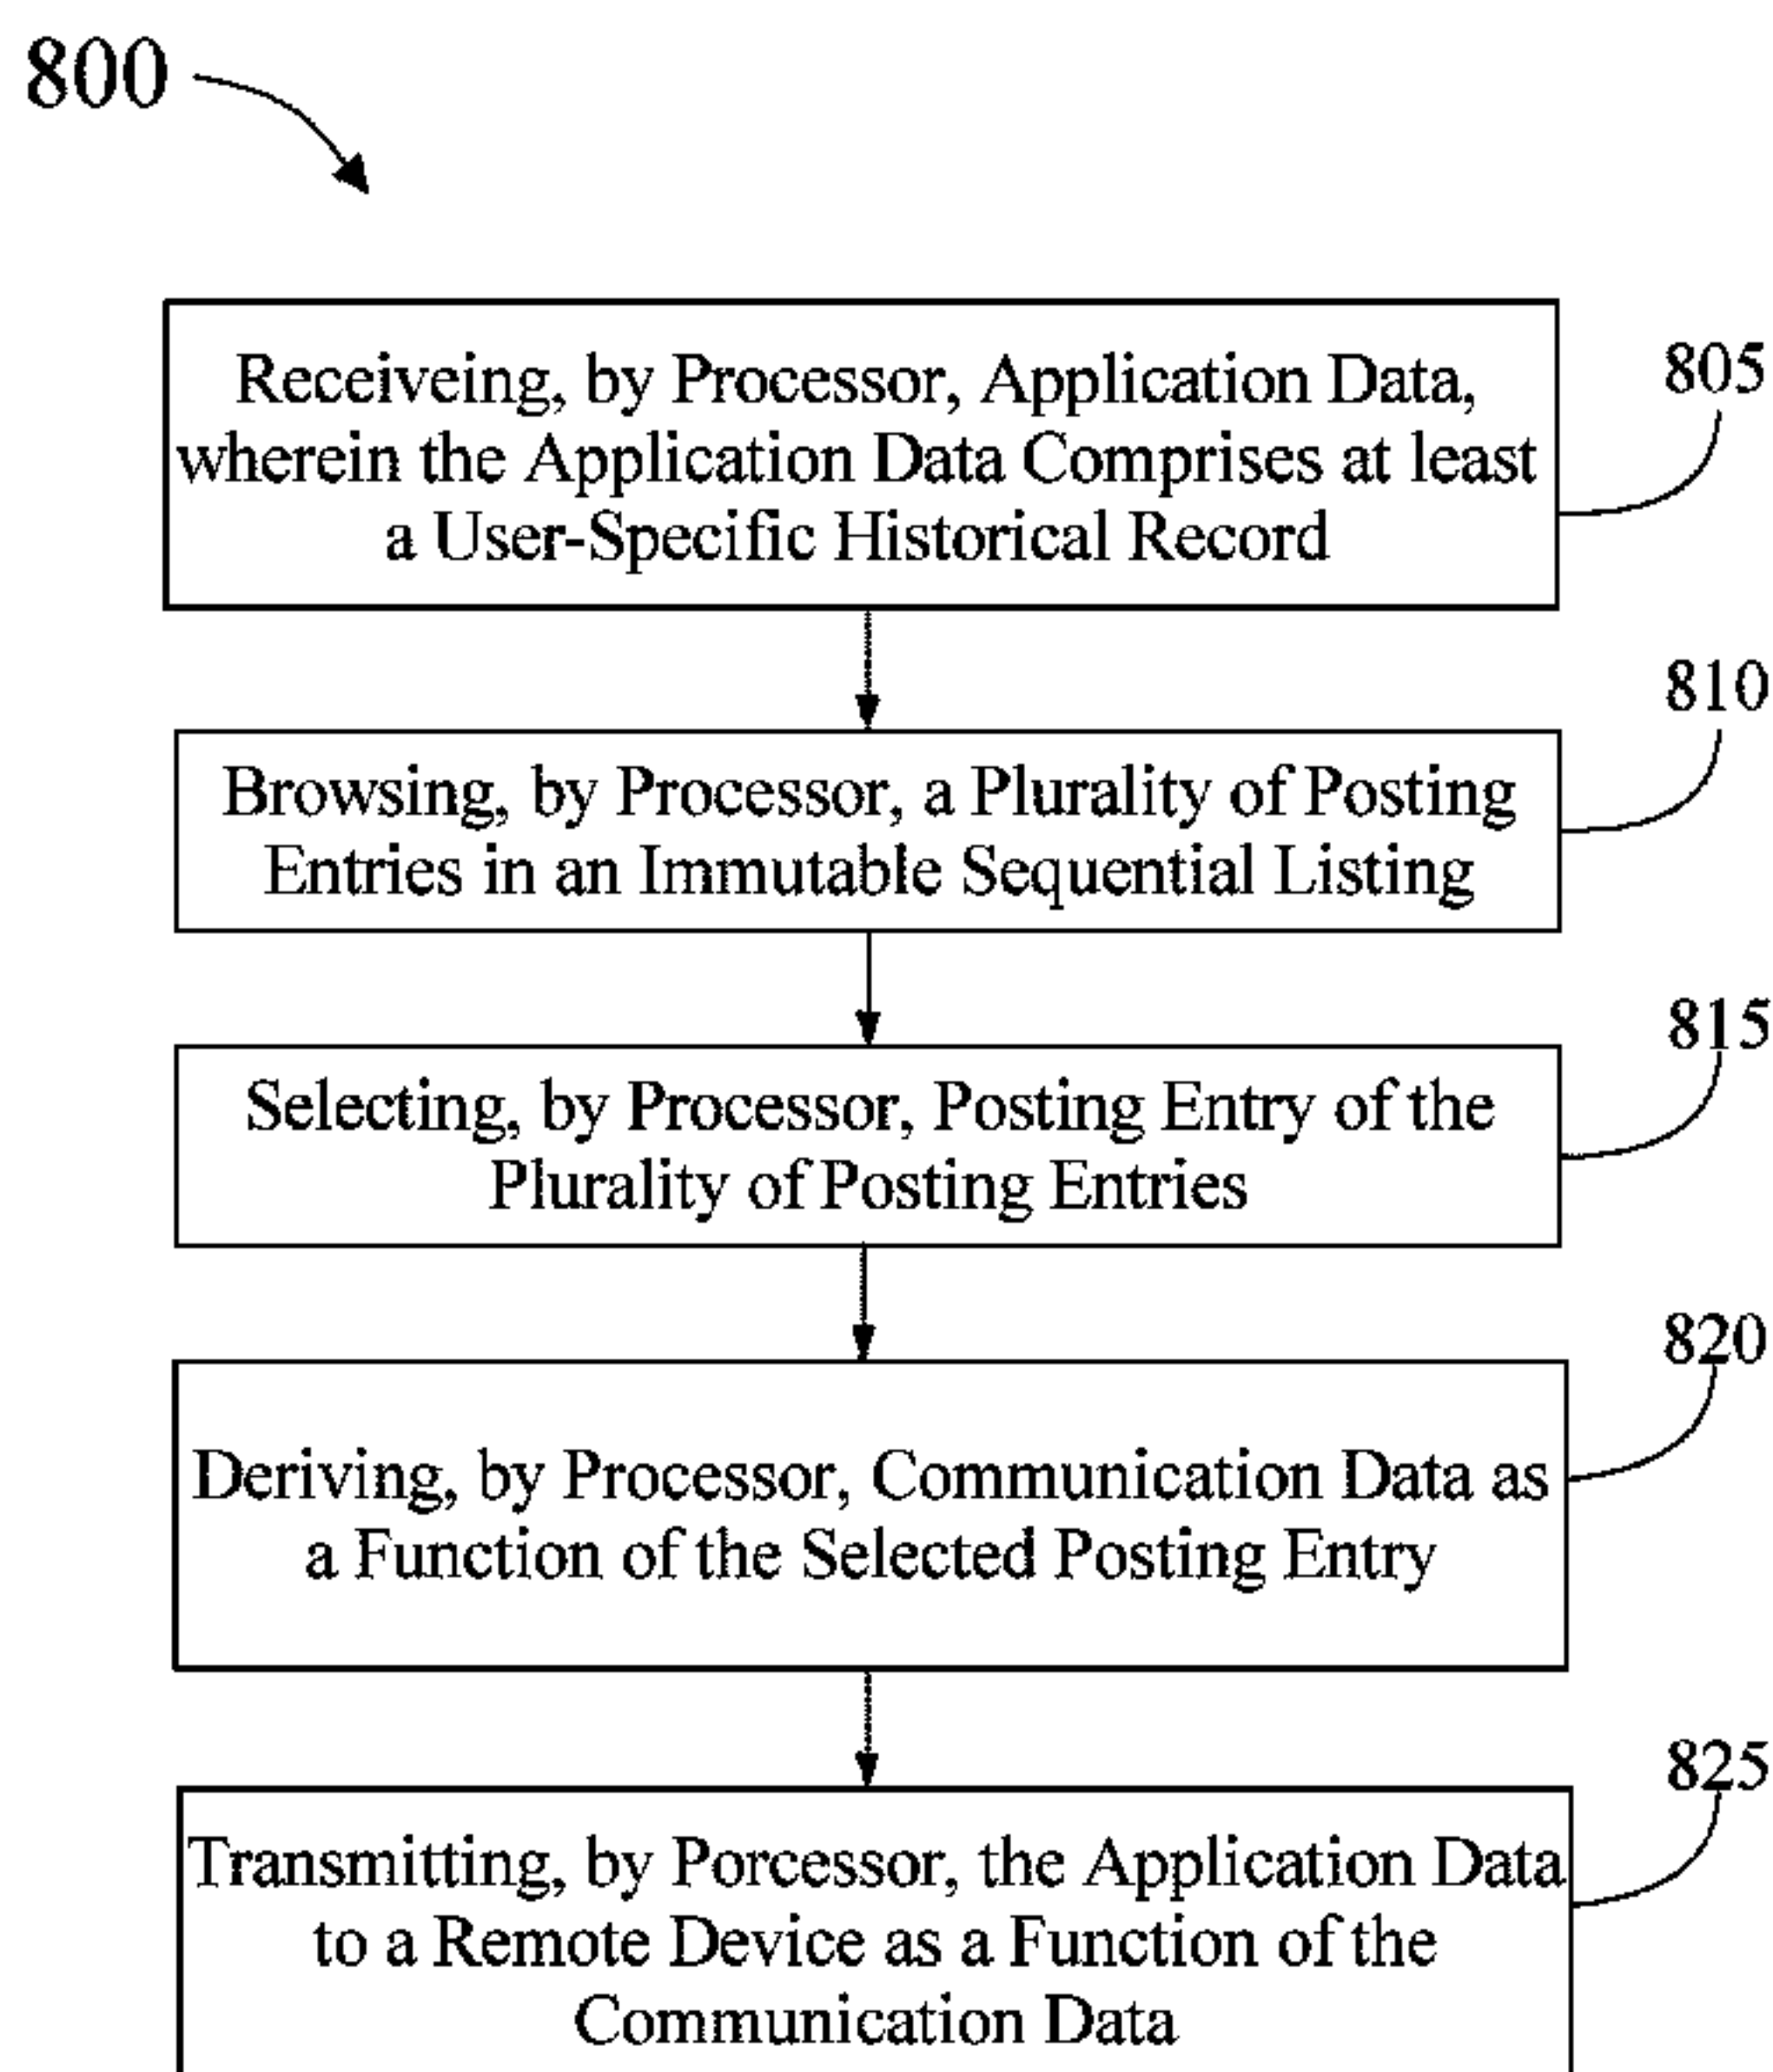 800
Receiveing, by Processor, Application Data,
wherein the Application Data Comprises at least
a User-Specific Historical Record
805
Browsing, by Processor, a Plurality of Posting
Entries in an Immutable Sequential Listing
810
Selecting, by Processor, Posting Entry of the
Plurality of Posting Entries
815
Deriving, by Processor, Communication Data as
a Function of the Selected Posting Entry
820
Transmitting, by Porcessor, the Application Data
to a Remote Device as a Function of the
Communication Data
825